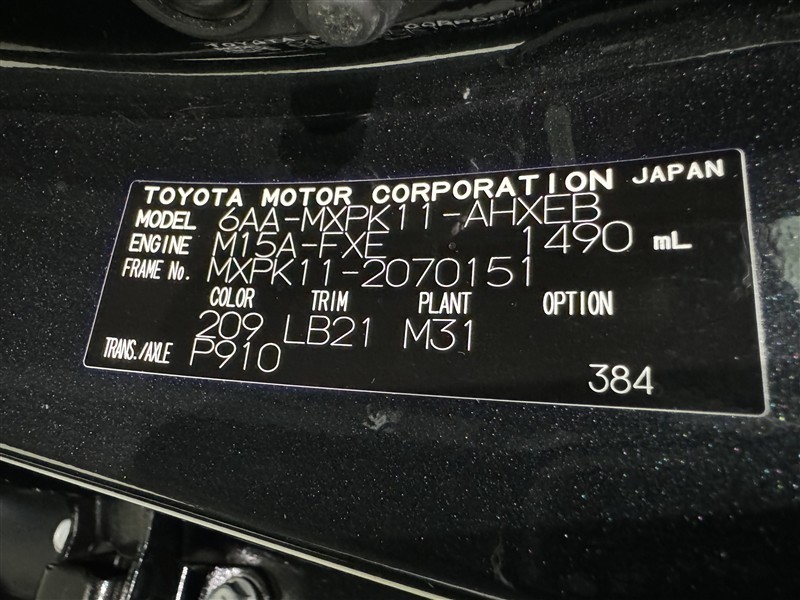 TOYOTA MOTOR CORPORATION JAPAN
MODEL 6AA-MXPK11-AHXEB
ENGINE M15A-FXE 1490 mL
FRAME No. MXPK11-2070151
COLOR TRIM PLANT OPTION
209 LB21 M31
TRANS./AXLE P910
384